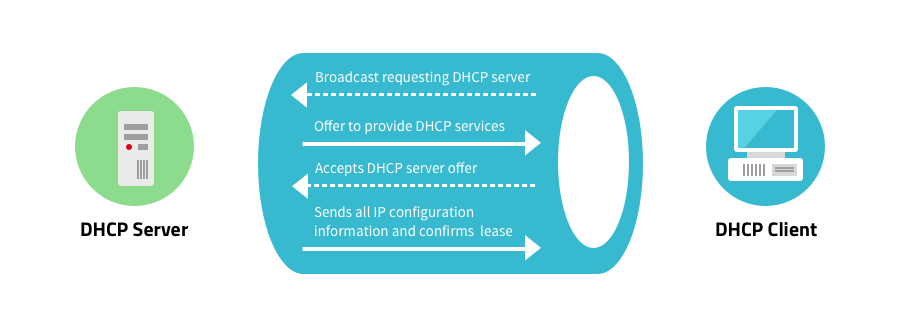 Broadcast requesting DHCP server
Offer to provide DHCP services
Accepts DHCP server offer
Sends all IP configuration
information and confirms lease
DHCP Server
DHCP Client